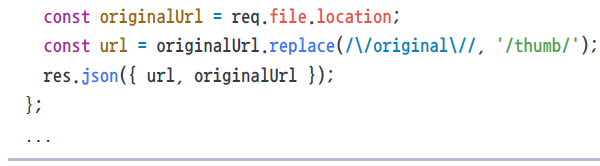 const originalUrl = req.file.location;
const url = originalUrl.replace(/\/original\//, '/thumb/');
res.json({ url, originalUrl });
};
...